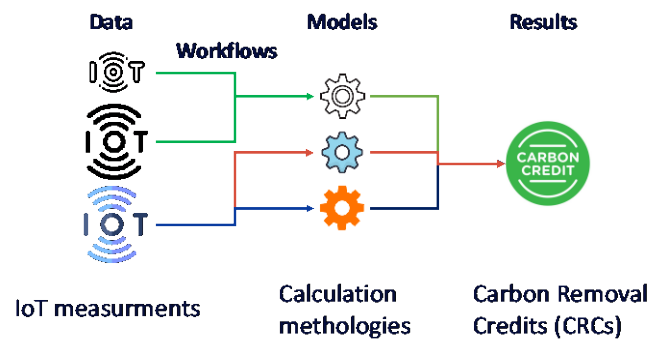 Data
Models
Results
Workflows
IOT
IOT
IOT
CARBON
CREDIT
IoT measurments
Calculation
methologies
Carbon Removal
Credits (CRCs)